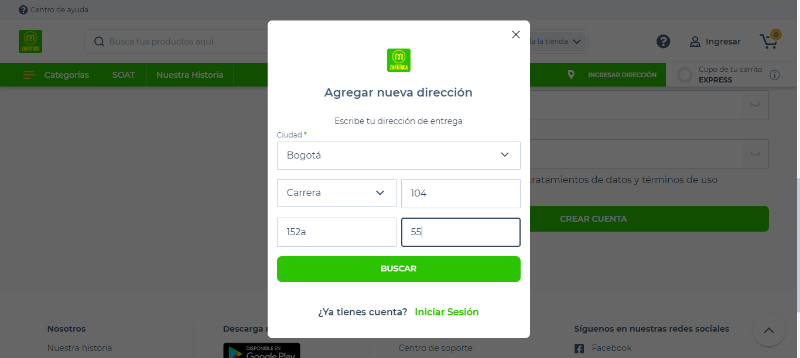 Centro de ayuda
Busca tus productos aquí
la tienda
Ingresar
0
Categorías
SOAT
Nuestra Historia
INGRESAR DIRECCIÓN
Cupo de tu carrito
EXPRESS
Agregar nueva dirección
Escribe tu dirección de entrega
Ciudad *
Bogotá
Carrera
104
152a
55
BUSCAR
¿Ya tienes cuenta? Iniciar Sesión
tratamientos de datos y términos de uso
CREAR CUENTA
Nosotros
Descarga
Síguenos en nuestras redes sociales
Nuestra historia
DISPONIBLE EN
Google Play
Centro de soporte
Facebook